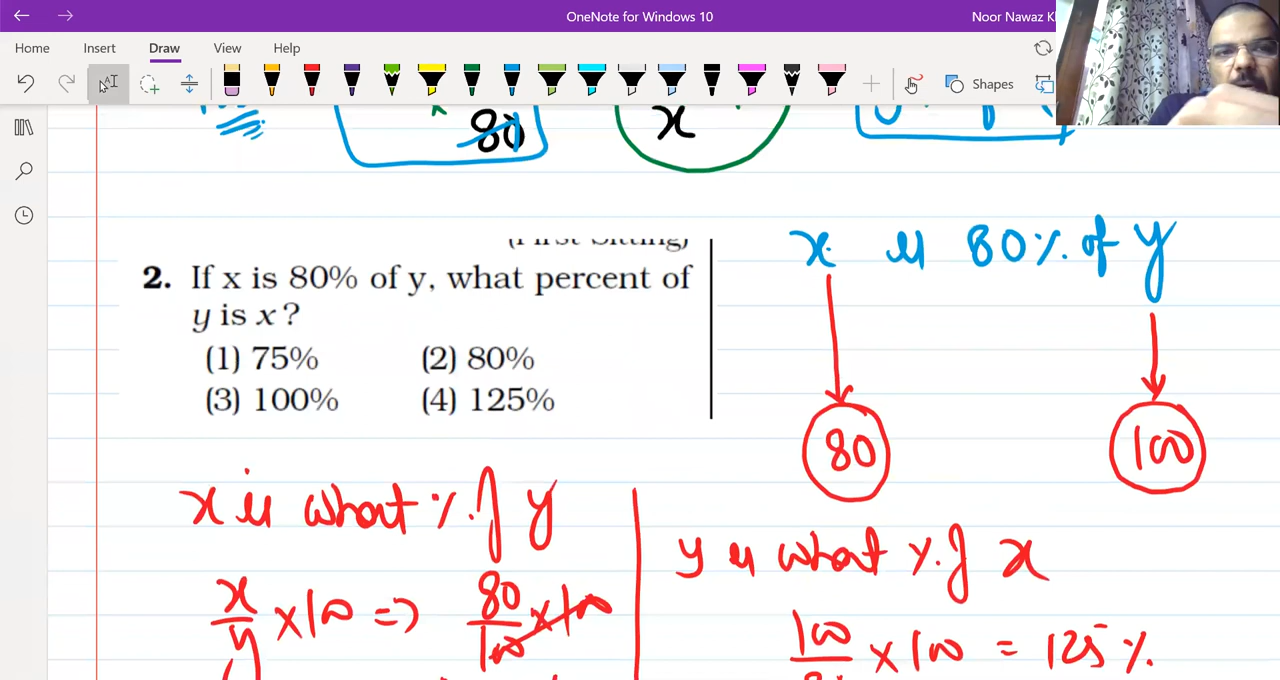 OneNote for Windows 10
Noor Nawaz
Home Insert Draw View Help
Shapes
80
x
2. If x is 80% of y, what percent of
y is x?
(1) 75% (2) 80%
(3) 100% (4) 125%
x is 80% of y
80 100
x is what % of y
x/y × 100 => 80/100 × 100
y is what % of x
100/80 × 100 = 125%